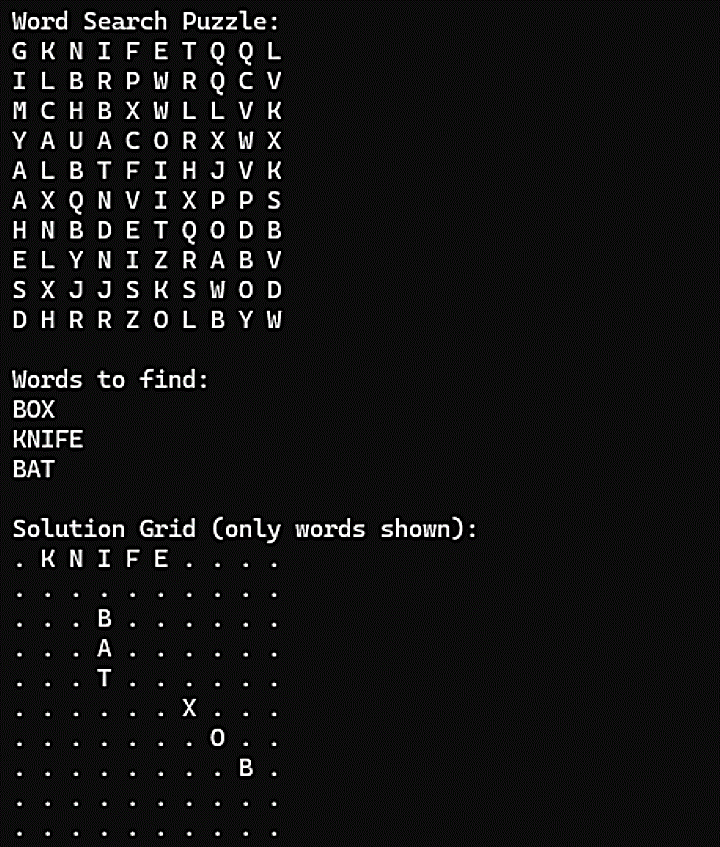 Word Search Puzzle:
G K N I F E T Q Q L
I L B R P W R Q C V
M C H B X W L L V K
Y A U A C O R X W X
A L B T F I H J V K
A X Q N V I X P P S
H N B D E T Q O D B
E L Y N I Z R A B V
S X J J S K S W O D
D H R R Z O L B Y W
Words to find:
BOX
KNIFE
BAT
Solution Grid (only words shown):
. K N I F E . . . .
. . . . . . . . . .
. . . B . . . . . .
. . . A . . . . . .
. . . T . . . . . .
. . . . . . X . . .
. . . . . . . O . .
. . . . . . . . B .
. . . . . . . . . .
. . . . . . . . . .